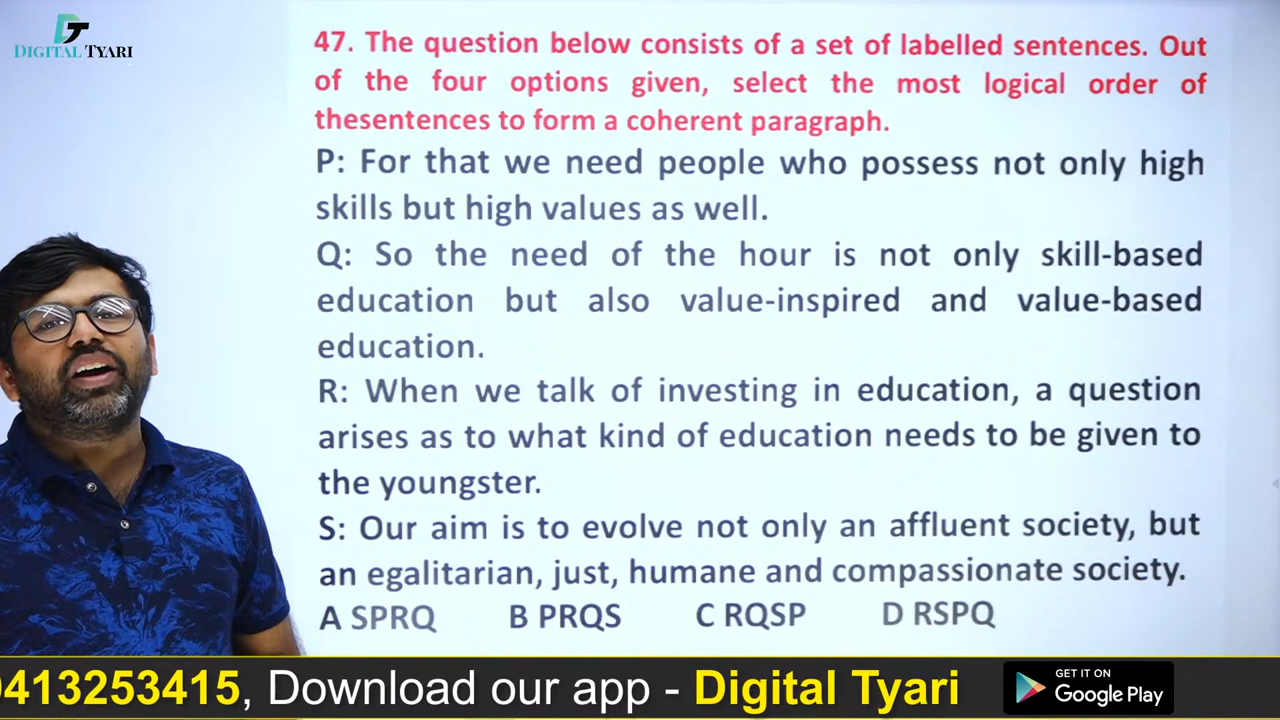 DIGITAL TYARI
47. The question below consists of a set of labelled sentences. Out
of the four options given, select the most logical order of
thesentences to form a coherent paragraph.
P: For that we need people who possess not only high
skills but high values as well.
Q: So the need of the hour is not only skill-based
education but also value-inspired and value-based
education.
R: When we talk of investing in education, a question
arises as to what kind of education needs to be given to
the youngster.
S: Our aim is to evolve not only an affluent society, but
an egalitarian, just, humane and compassionate society.
A SPRQ B PRQS C RQSP D RSPQ
9413253415, Download our app - Digital Tyari
GET IT ON
Google Play